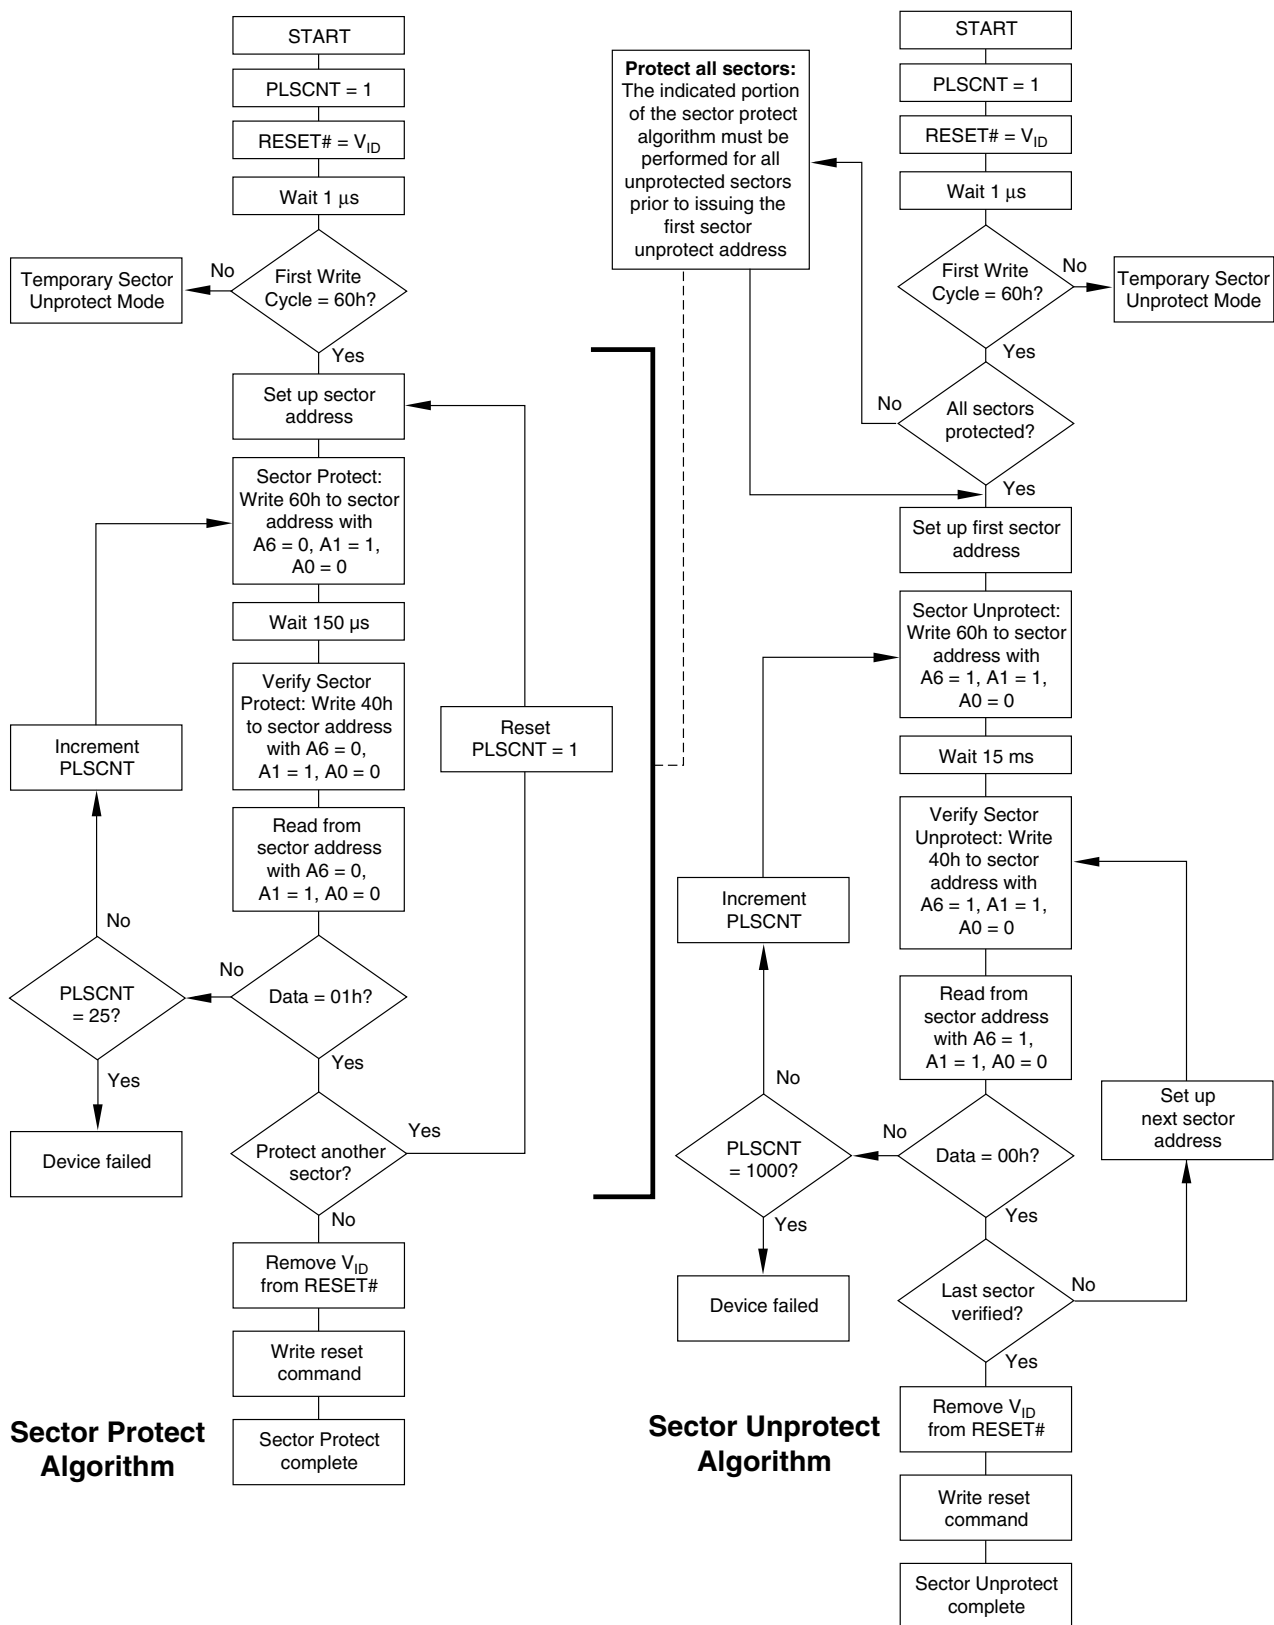 START
PLSCNT = 1
RESET# = VID
Wait 1 μs
First Write
Cycle = 60h?
No
Temporary Sector
Unprotect Mode
Yes
Set up sector
address
Sector Protect:
Write 60h to sector
address with
A6 = 0, A1 = 1,
A0 = 0
Wait 150 µs
Verify Sector
Protect: Write 40h
to sector address
with A6 = 0,
A1 = 1, A0 = 0
Increment
PLSCNT
Reset
PLSCNT = 1
Read from
sector address
with A6 = 0,
A1 = 1, A0 = 0
No
No
PLSCNT
= 25?
Data = 01h?
Yes
Yes
Device failed
Protect another
sector?
Yes
No
Remove VID
from RESET#
Write reset
command
Sector Protect
complete
Sector Protect
Algorithm
Protect all sectors:
The indicated portion
of the sector protect
algorithm must be
performed for all
unprotected sectors
prior to issuing the
first sector
unprotect address
START
PLSCNT = 1
RESET# = VID
Wait 1 μs
First Write
Cycle = 60h?
No
Temporary Sector
Unprotect Mode
Yes
All sectors
protected?
No
Yes
Set up first sector
address
Sector Unprotect:
Write 60h to sector
address with
A6 = 1, A1 = 1,
A0 = 0
Wait 15 ms
Verify Sector
Unprotect: Write
40h to sector
address with
A6 = 1, A1 = 1,
A0 = 0
Increment
PLSCNT
Read from
sector address
with A6 = 1,
A1 = 1, A0 = 0
No
No
PLSCNT
= 1000?
Data = 00h?
Set up
next sector
address
Yes
Yes
Device failed
Last sector
verified?
No
Yes
Remove VID
from RESET#
Write reset
command
Sector Unprotect
complete
Sector Unprotect
Algorithm